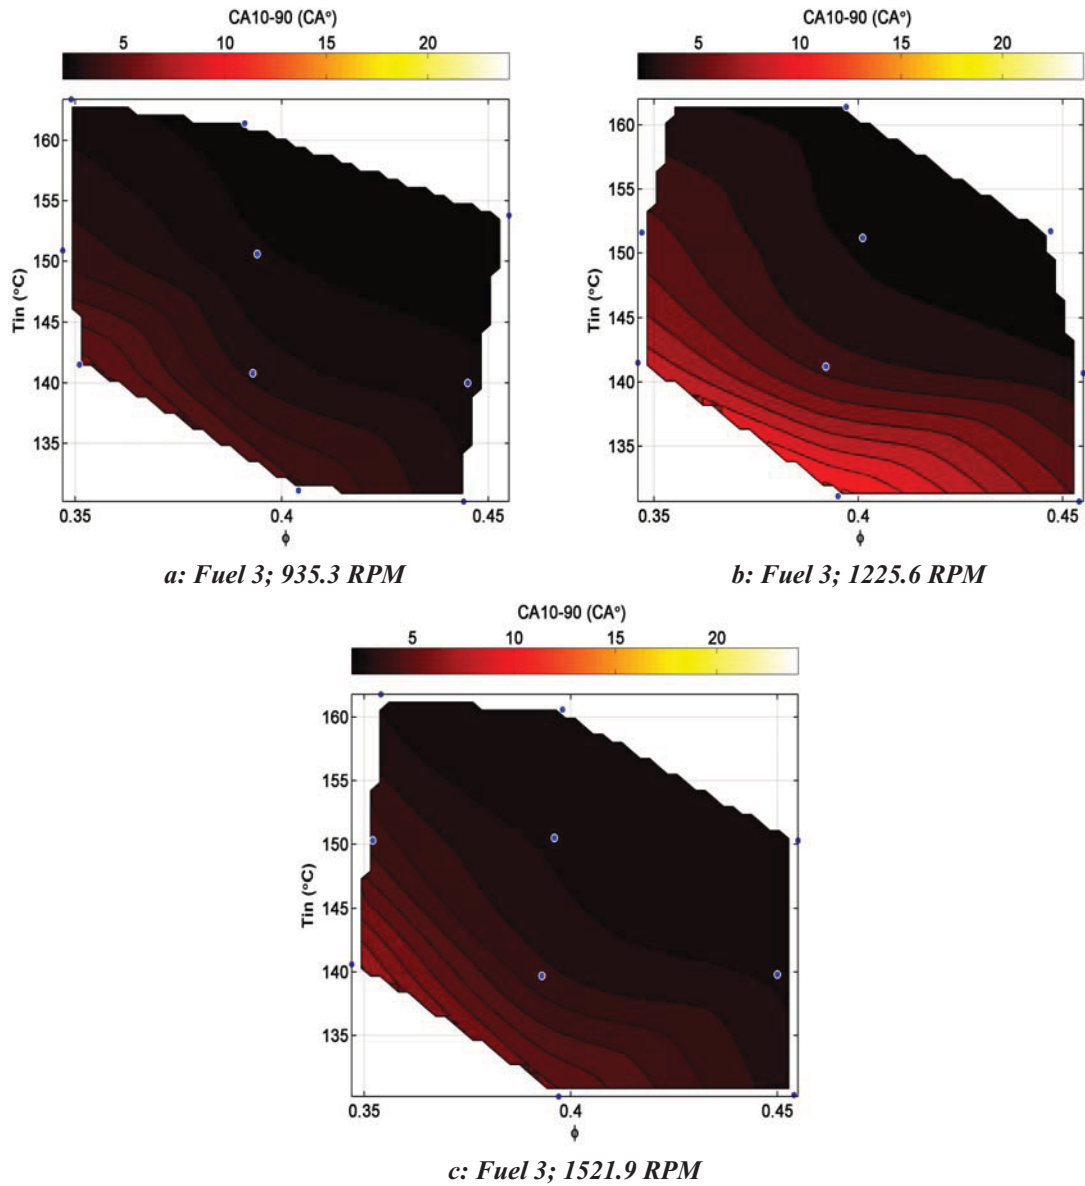 CA10-90 (CA°)
5 10 15 20
160
155
150
145
140
135
Tin (°C)
0.35 0.4 0.45
ϕ
a: Fuel 3; 935.3 RPM
CA10-90 (CA°)
5 10 15 20
160
155
150
145
140
135
Tin (°C)
0.35 0.4 0.45
ϕ
b: Fuel 3; 1225.6 RPM
CA10-90 (CA°)
5 10 15 20
160
155
150
145
140
135
Tin (°C)
0.35 0.4 0.45
ϕ
c: Fuel 3; 1521.9 RPM